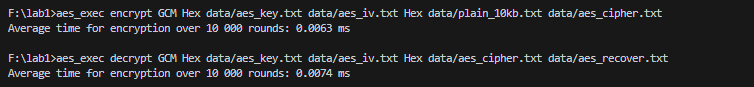 F:\lab1>aes_exec encrypt GCM Hex data/aes_key.txt data/aes_iv.txt Hex data/plain_10kb.txt data/aes_cipher.txt
Average time for encryption over 10 000 rounds: 0.0063 ms
F:\lab1>aes_exec decrypt GCM Hex data/aes_key.txt data/aes_iv.txt Hex data/aes_cipher.txt data/aes_recover.txt
Average time for encryption over 10 000 rounds: 0.0074 ms